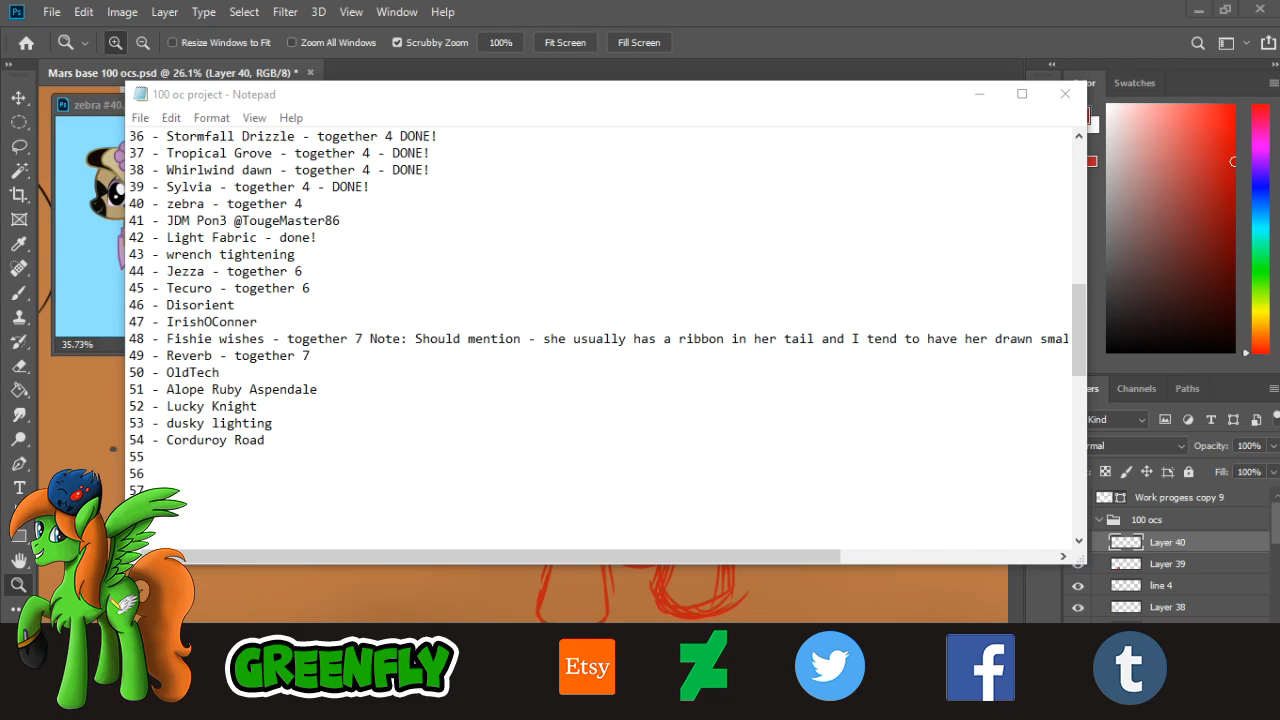 File Edit Image Layer Type Select Filter 3D View Window Help
Resize Windows to Fit Zoom All Windows Scrubby Zoom 100% Fit Screen Fill Screen
Mars base 100 ocs.psd @ 26.1% (Layer 40, RGB/8) *
Swatches
zebra #40.
100 oc project - Notepad
File Edit Format View Help
36 - Stormfall Drizzle - together 4 DONE!
37 - Tropical Grove - together 4 - DONE!
38 - Whirlwind dawn - together 4 - DONE!
39 - Sylvia - together 4 - DONE!
40 - zebra - together 4
41 - JDM Pon3 @TougeMaster86
42 - Light Fabric - done!
43 - wrench tightening
44 - Jezza - together 6
45 - Tecuro - together 6
46 - Disorient
47 - IrishOConner
48 - Fishie wishes - together 7 Note: Should mention - she usually has a ribbon in her tail and I tend to have her drawn smal
49 - Reverb - together 7
50 - OldTech
51 - Alope Ruby Aspendale
52 - Lucky Knight
53 - dusky lighting
54 - Corduroy Road
55
56
57
35.73%
ers Channels Paths
Kind
mal Opacity: 100%
Fill: 100%
Work progess copy 9
100 ocs
Layer 40
Layer 39
line 4
Layer 38
GREENFLY
Etsy